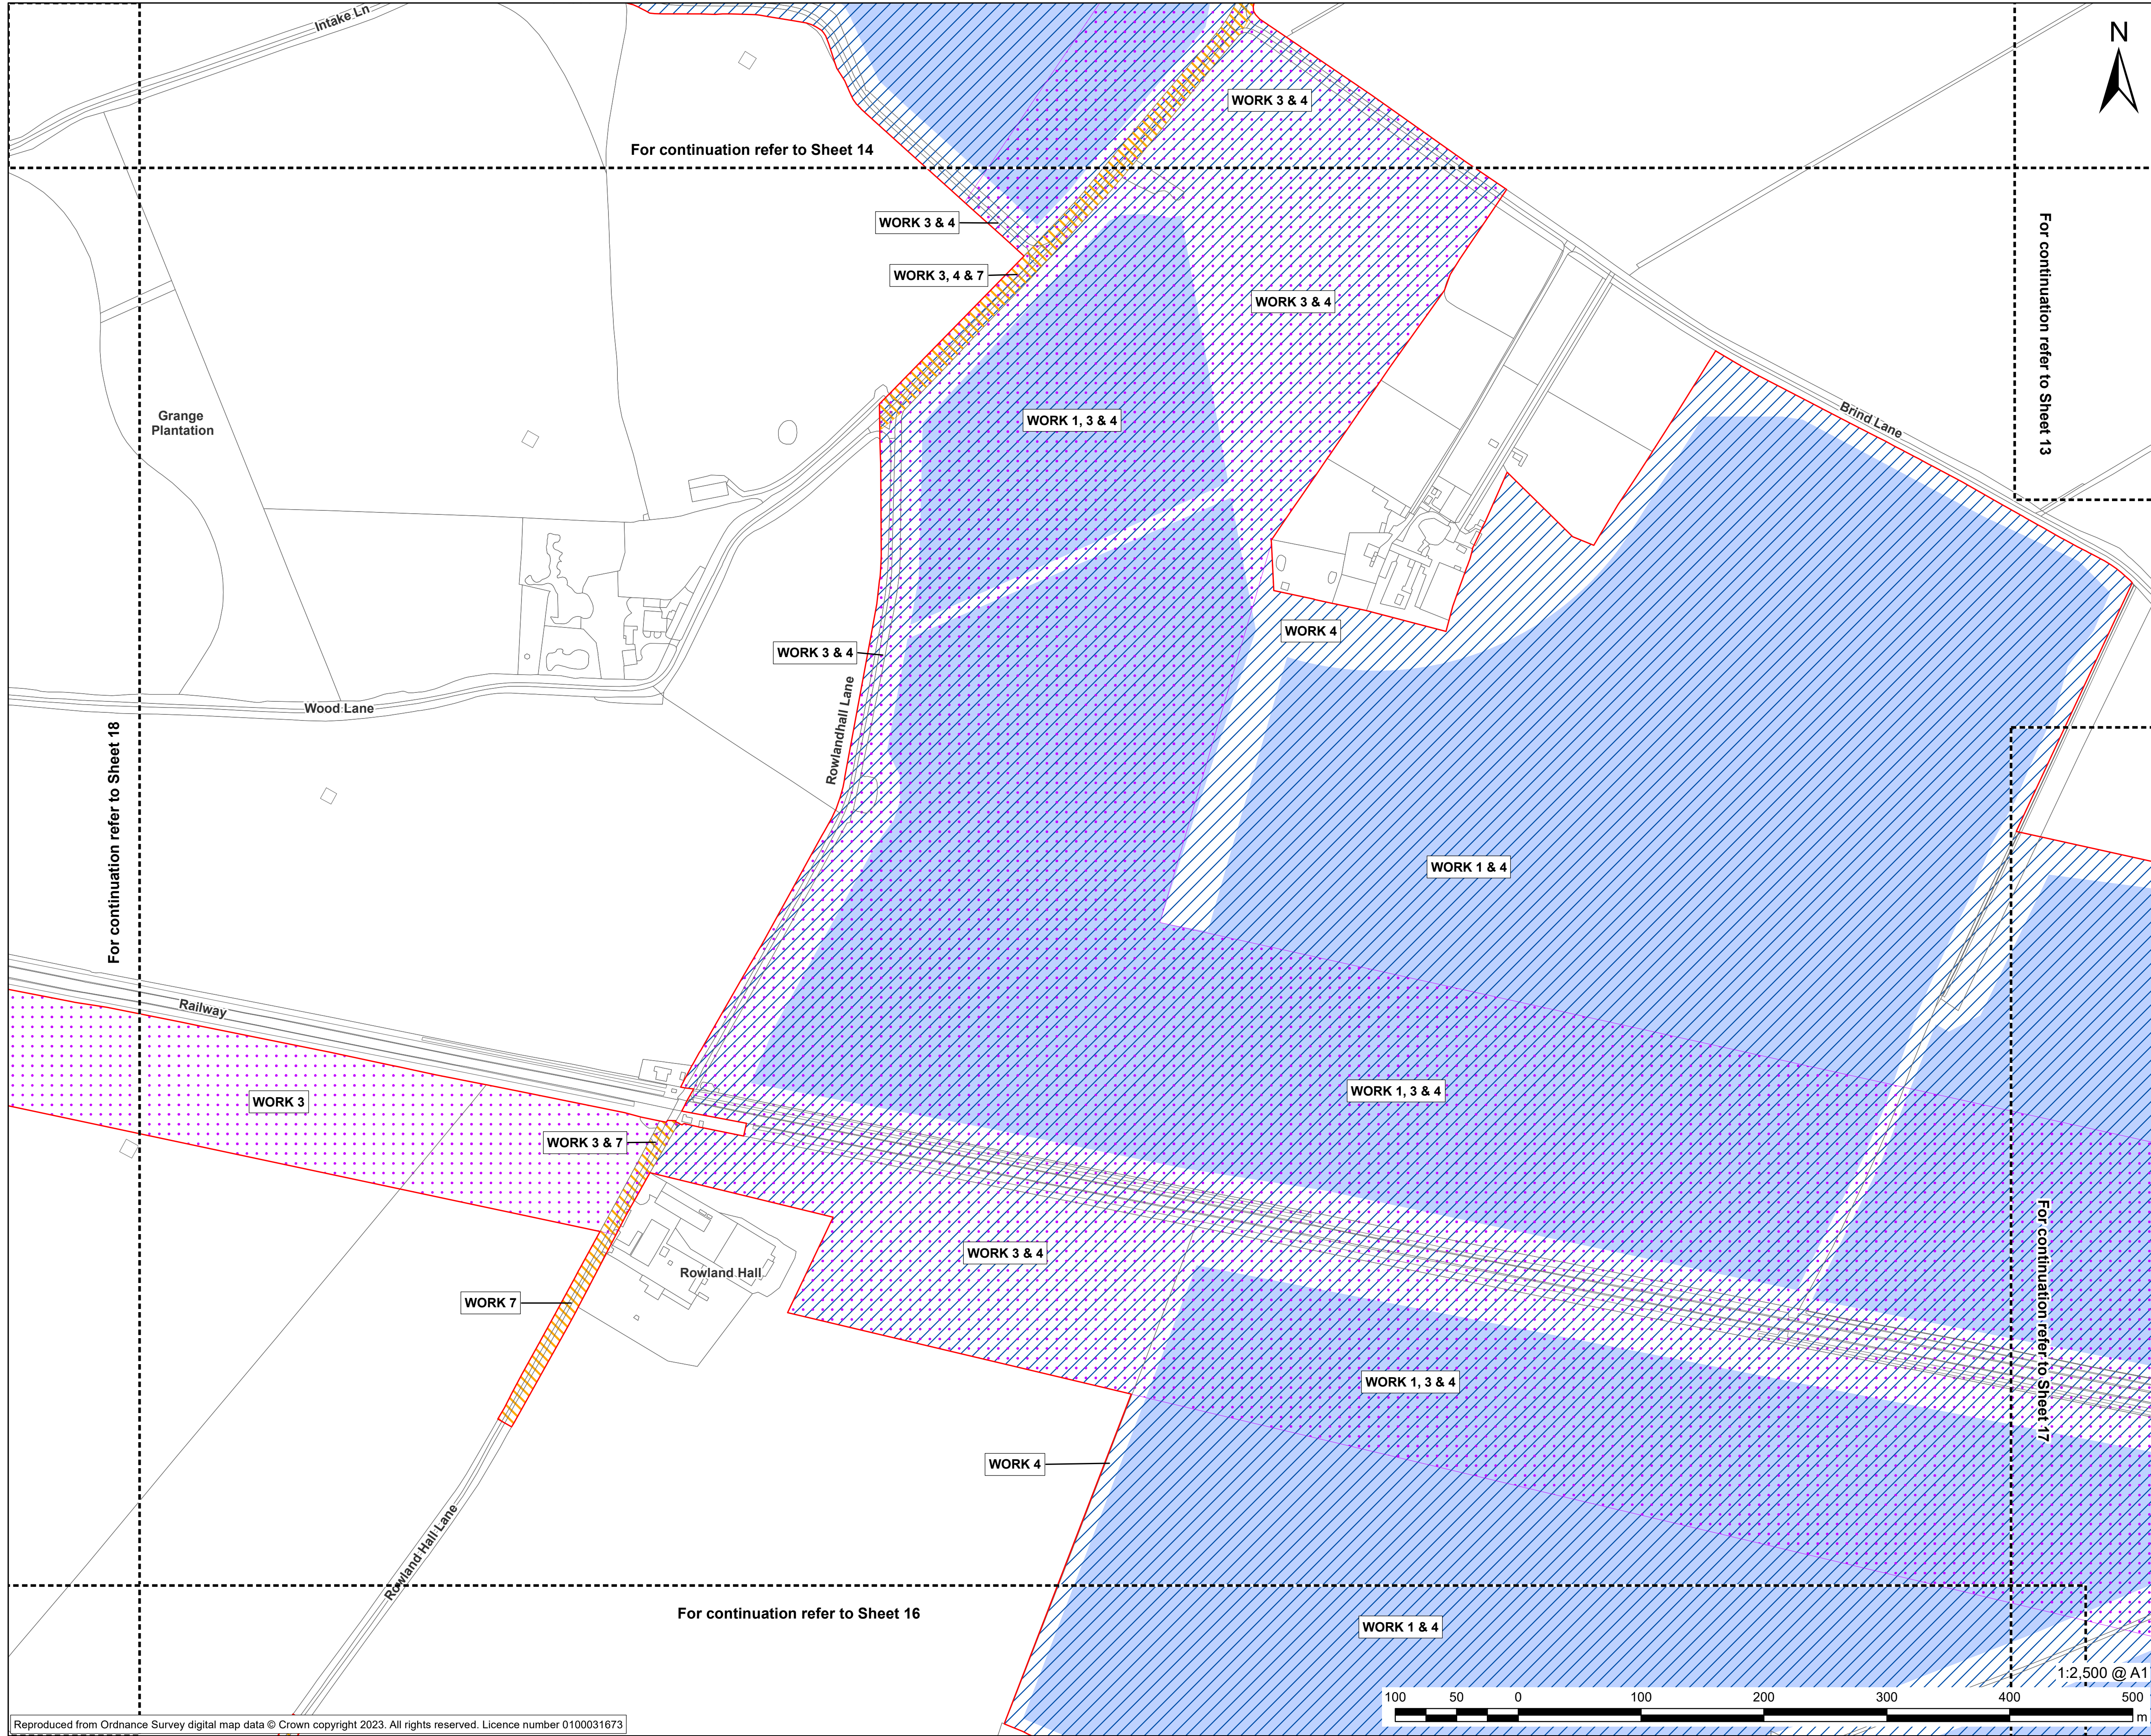 Intake Ln
N
WORK 3 & 4
For continuation refer to Sheet 14
WORK 3 & 4
WORK 3, 4 & 7
WORK 3 & 4
For continuation refer to Sheet 13
Grange
Plantation
WORK 1, 3 & 4
Brind Lane
WORK 4
WORK 3 & 4
Rowlandhall Lane
Wood Lane
For continuation refer to Sheet 18
WORK 1 & 4
Railway
WORK 3
WORK 1, 3 & 4
WORK 3 & 7
WORK 3 & 4
Rowland Hall
WORK 7
For continuation refer to Sheet 17
WORK 1, 3 & 4
WORK 4
Rowland Hall Lane
For continuation refer to Sheet 16
WORK 1 & 4
1:2,500 @ A1
100 50 0 100 200 300 400 500
m
Reproduced from Ordnance Survey digital map data © Crown copyright 2023. All rights reserved. Licence number 0100031673